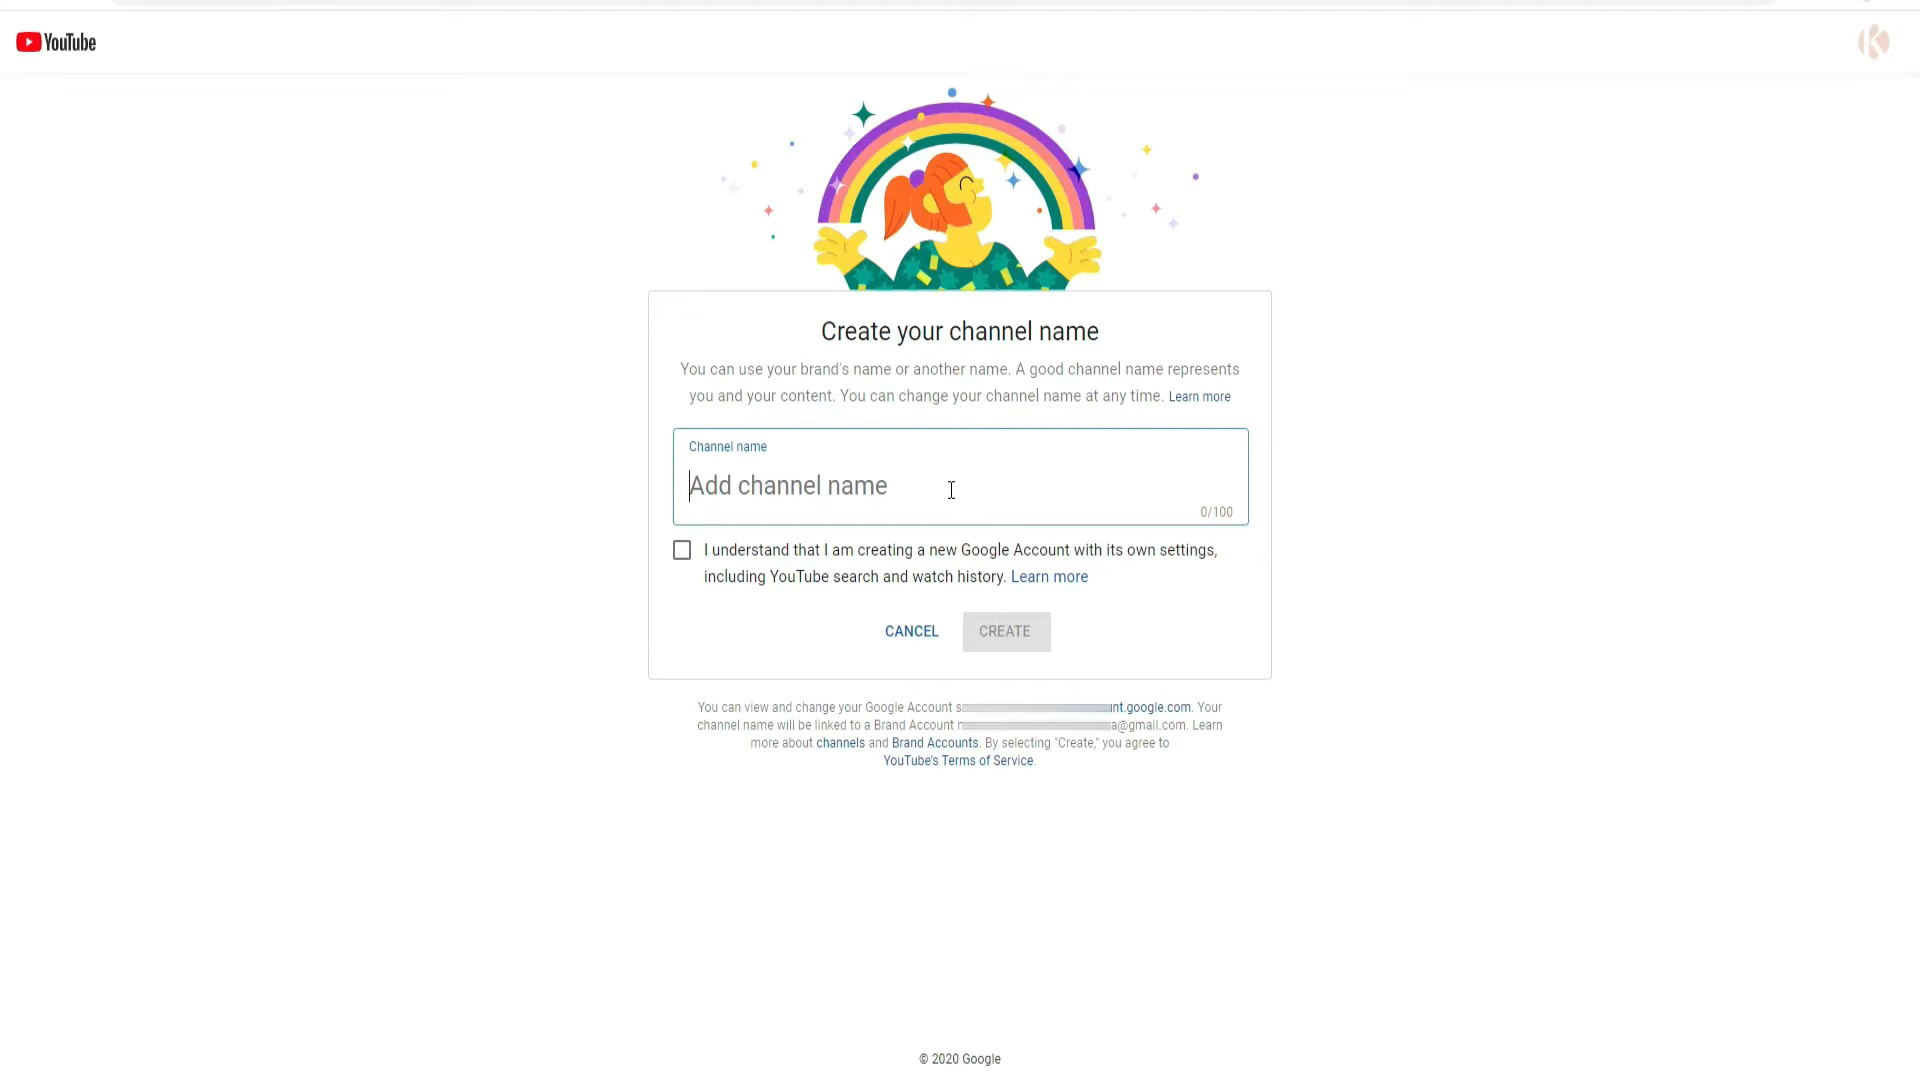 YouTube
Create your channel name
You can use your brand's name or another name. A good channel name represents
you and your content. You can change your channel name at any time. Learn more
Channel name
Add channel name
0/100
I understand that I am creating a new Google Account with its own settings,
including YouTube search and watch history. Learn more
CANCEL
CREATE
You can view and change your Google Account s nt.google.com. Your
channel name will be linked to a Brand Account a@gmail.com. Learn
more about channels and Brand Accounts. By selecting "Create," you agree to
YouTube's Terms of Service.
© 2020 Google